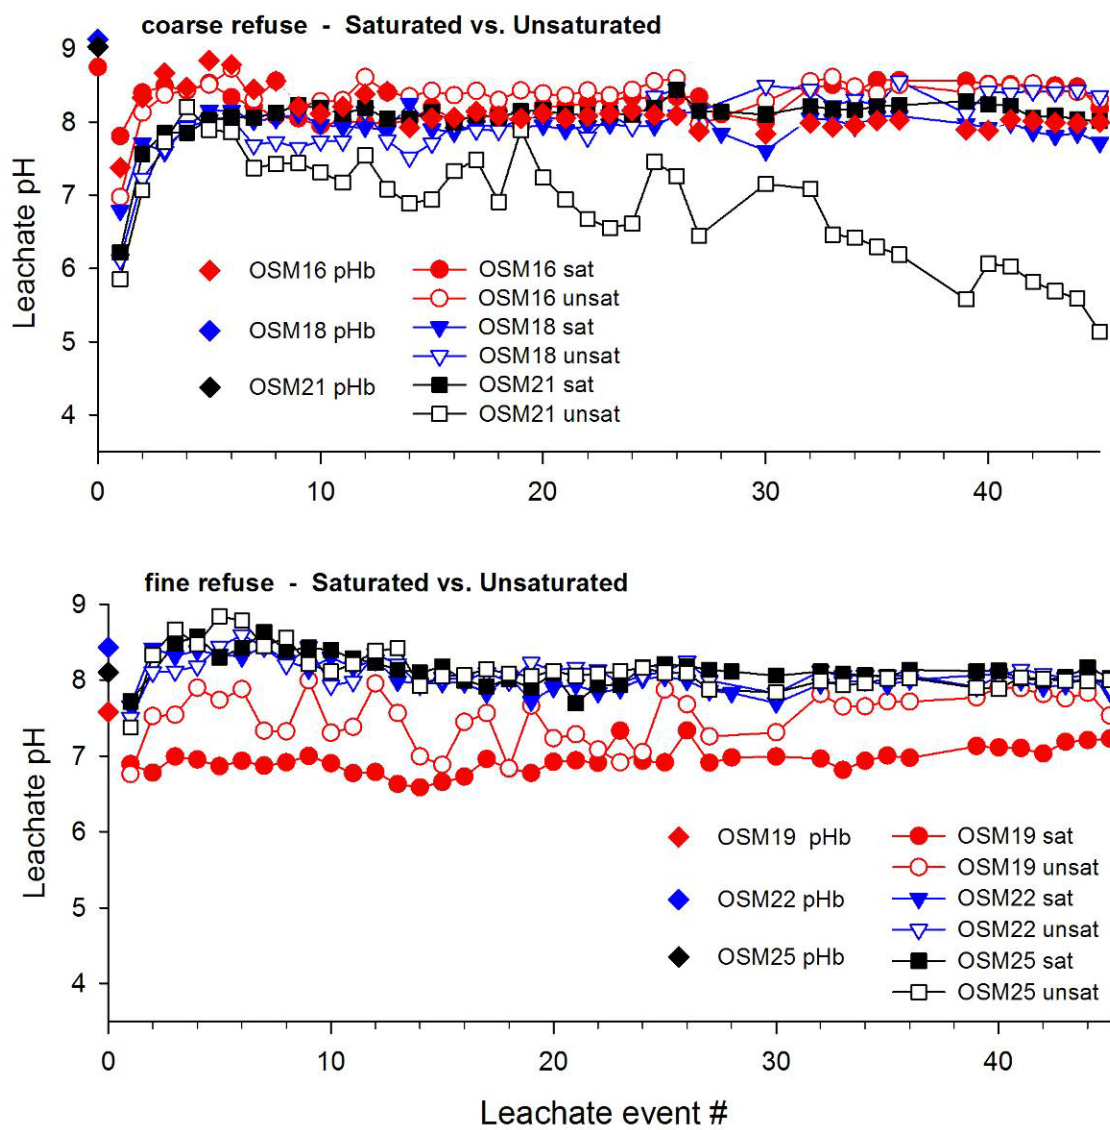 coarse refuse - Saturated vs. Unsaturated
9
8
7
6
5
4
Leachate pH
OSM16 pHb
OSM18 pHb
OSM21 pHb
OSM16 sat
OSM16 unsat
OSM18 sat
OSM18 unsat
OSM21 sat
OSM21 unsat
0 10 20 30 40
fine refuse - Saturated vs. Unsaturated
9
8
7
6
5
4
Leachate pH
OSM19 pHb
OSM22 pHb
OSM25 pHb
OSM19 sat
OSM19 unsat
OSM22 sat
OSM22 unsat
OSM25 sat
OSM25 unsat
0 10 20 30 40
Leachate event #